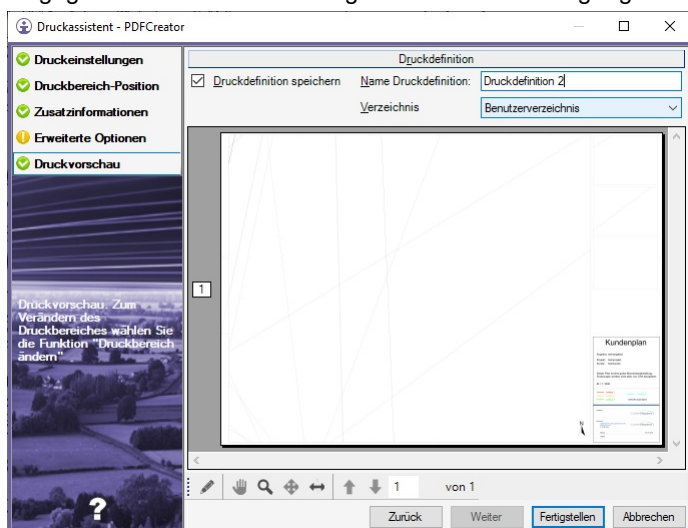 Druckassistent - PDFCreator
Druckeinstellungen
Druckbereich-Position
Zusatzinformationen
Erweiterte Optionen
Druckvorschau
Druckvorschau. Zum
Verändern des
Druckbereiches wählen Sie
die Funktion "Druckbereich
ändern"
?
Druckdefinition
Druckdefinition speichern
Name Druckdefinition:
Druckdefinition 2
Verzeichnis
Benutzerverzeichnis
1
Kundenplan
N
1 von 1
Zurück
Weiter
Fertigstellen
Abbrechen